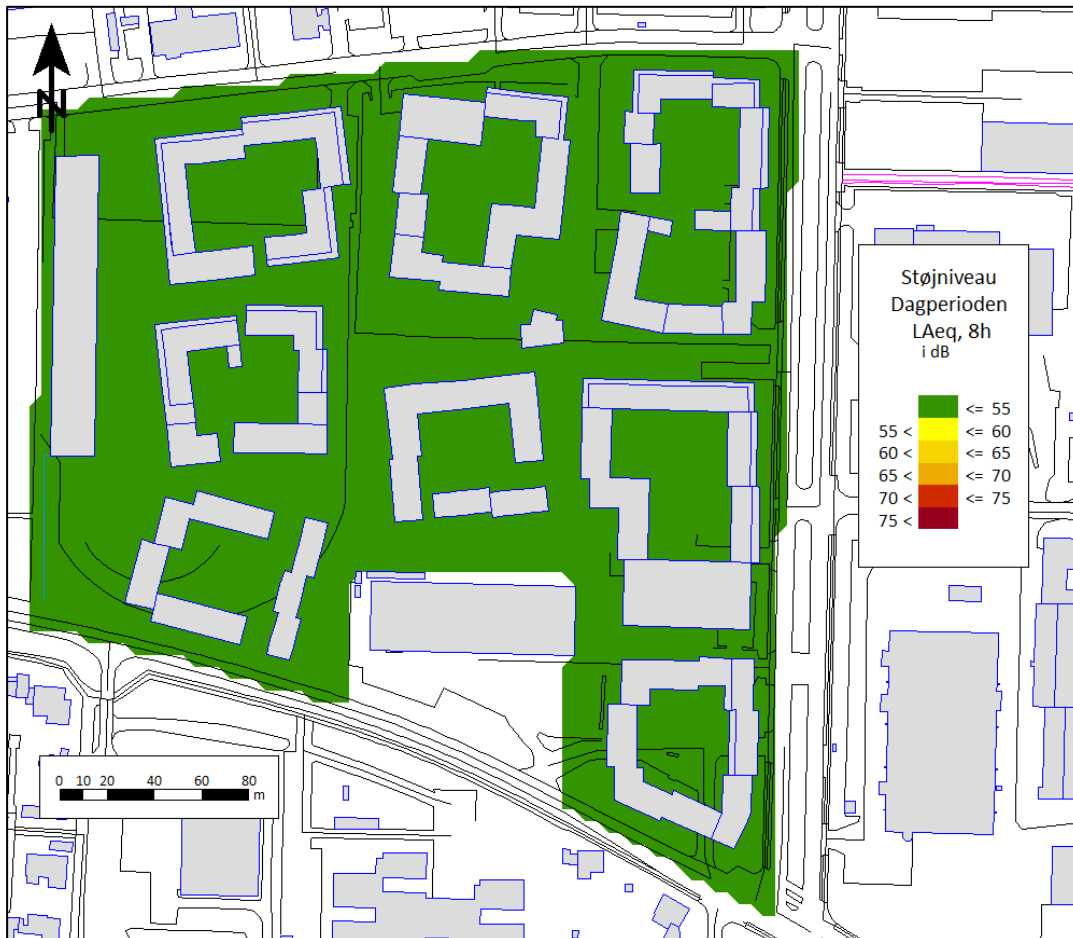 N
Støjniveau
Dagperioden
LAeq, 8h
i dB
<= 55
55 < <= 60
60 < <= 65
65 < <= 70
70 < <= 75
75 <
0 10 20 40 60 80
m